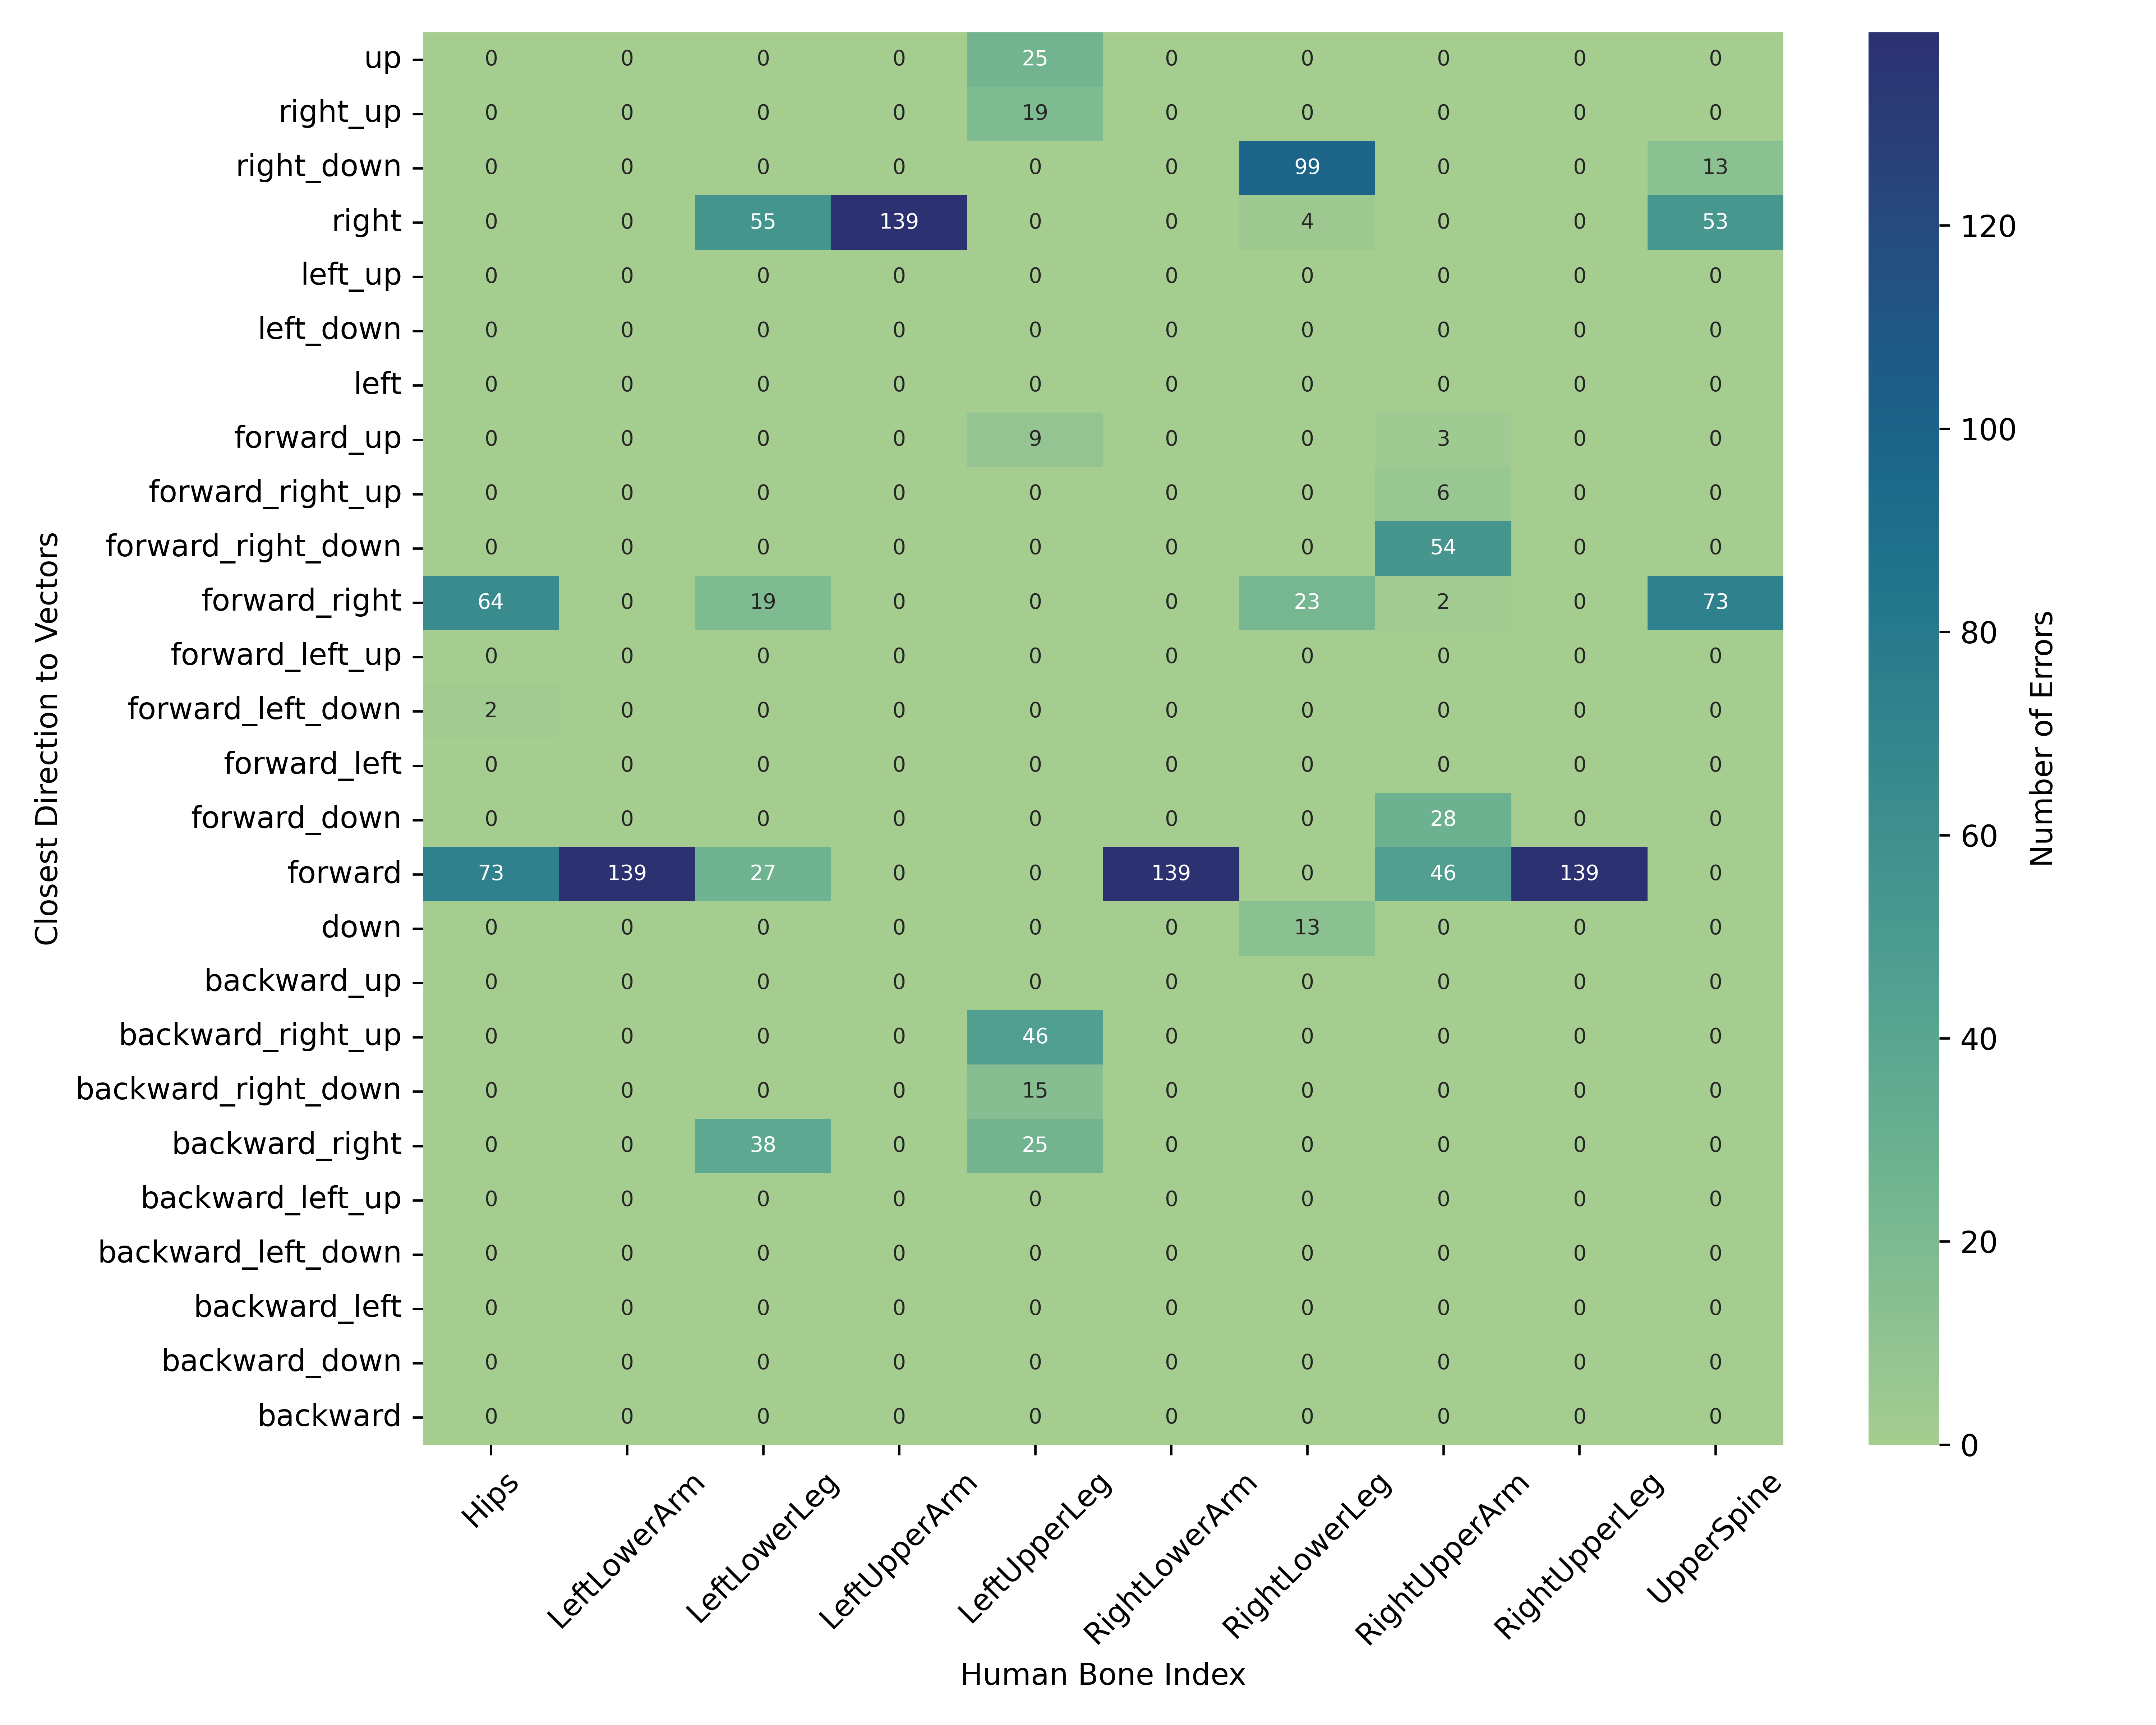 up 0 0 0 0 25 0 0 0 0 0
right_up 0 0 0 0 19 0 0 0 0 0
right_down 0 0 0 0 0 0 99 0 0 13
right 0 0 55 139 0 0 4 0 0 53
left_up 0 0 0 0 0 0 0 0 0 0
left_down 0 0 0 0 0 0 0 0 0 0
left 0 0 0 0 0 0 0 0 0 0
forward_up 0 0 0 0 9 0 0 3 0 0
forward_right_up 0 0 0 0 0 0 0 6 0 0
forward_right_down 0 0 0 0 0 0 0 54 0 0
forward_right 64 0 19 0 0 0 23 2 0 73
forward_left_up 0 0 0 0 0 0 0 0 0 0
forward_left_down 2 0 0 0 0 0 0 0 0 0
forward_left 0 0 0 0 0 0 0 0 0 0
forward_down 0 0 0 0 0 0 0 28 0 0
forward 73 139 27 0 0 139 0 46 139 0
down 0 0 0 0 0 0 13 0 0 0
backward_up 0 0 0 0 0 0 0 0 0 0
backward_right_up 0 0 0 0 46 0 0 0 0 0
backward_right_down 0 0 0 0 15 0 0 0 0 0
backward_right 0 0 38 0 25 0 0 0 0 0
backward_left_up 0 0 0 0 0 0 0 0 0 0
backward_left_down 0 0 0 0 0 0 0 0 0 0
backward_left 0 0 0 0 0 0 0 0 0 0
backward_down 0 0 0 0 0 0 0 0 0 0
backward 0 0 0 0 0 0 0 0 0 0
Closest Direction to Vectors
Hips LeftLowerArm LeftLowerLeg LeftUpperArm LeftUpperLeg RightLowerArm RightLowerLeg RightUpperArm RightUpperLeg UpperSpine
Human Bone Index
120
100
80
60
40
20
0
Number of Errors